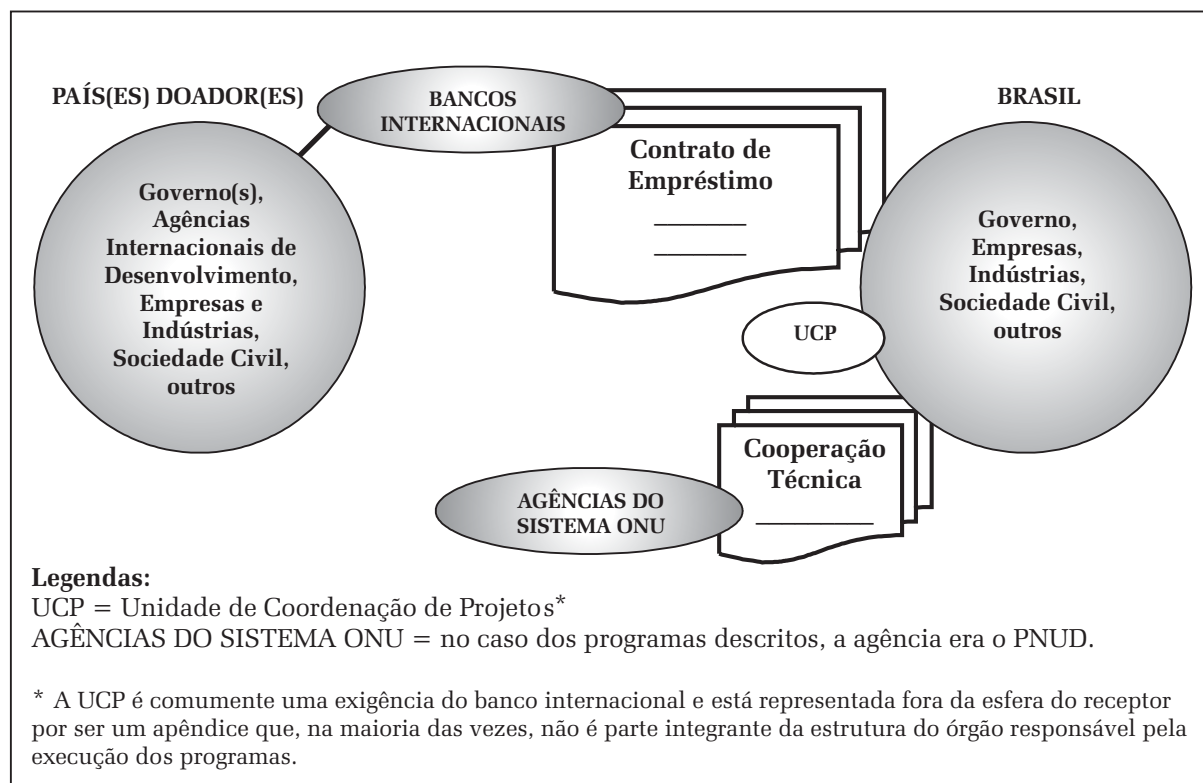 PAÍS(ES) DOADOR(ES)
BANCOS
INTERNACIONAIS
BRASIL
Governo(s),
Agências
Internacionais de
Desenvolvimento,
Empresas e
Indústrias,
Sociedade Civil,
outros
Contrato de
Empréstimo
Governo,
Empresas,
Indústrias,
Sociedade Civil,
outros
UCP
Cooperação
Técnica
AGÊNCIAS DO
SISTEMA ONU
Legendas:
UCP = Unidade de Coordenação de Projetos*
AGÊNCIAS DO SISTEMA ONU = no caso dos programas descritos, a agência era o PNUD.
* A UCP é comumente uma exigência do banco internacional e está representada fora da esfera do receptor
por ser um apêndice que, na maioria das vezes, não é parte integrante da estrutura do órgão responsável pela
execução dos programas.